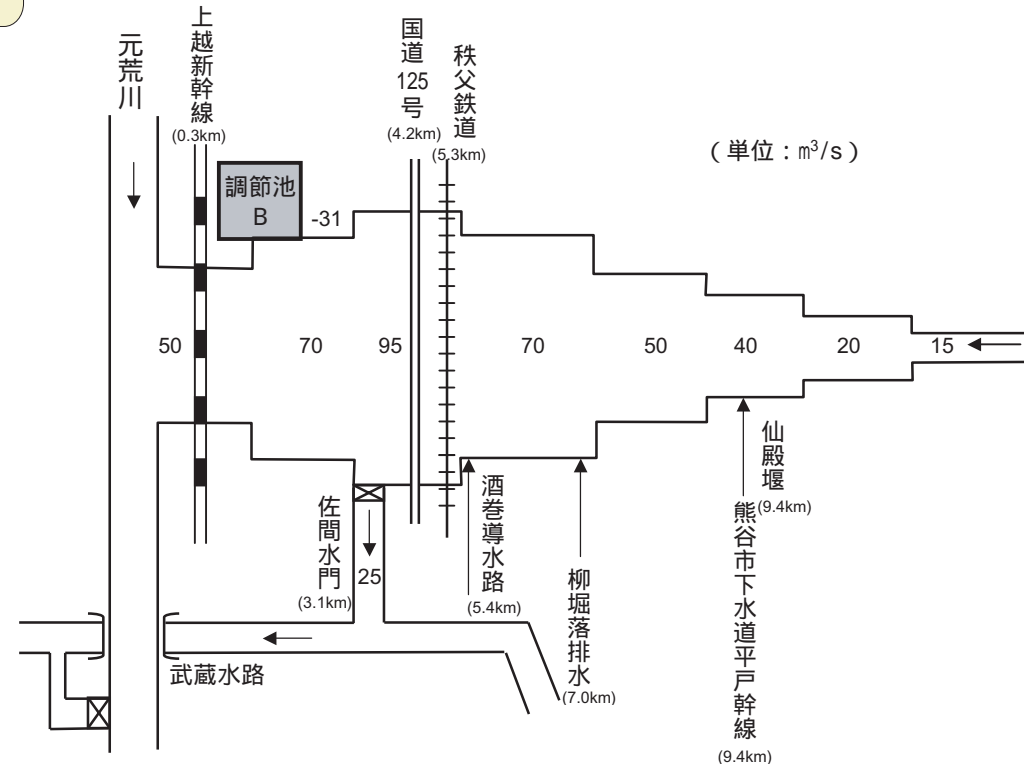 元荒川
上越新幹線
(0.3km)
国道125号
(4.2km)
秩父鉄道
(5.3km)
(単位：m³/s)
調節池
B
-31
50
70
95
70
50
40
20
15
佐間水門
(3.1km)
25
酒巻導水路
(5.4km)
柳堀落排水
(7.0km)
仙殿堰
(9.4km)
熊谷市下水道平戸幹線
(9.4km)
武蔵水路